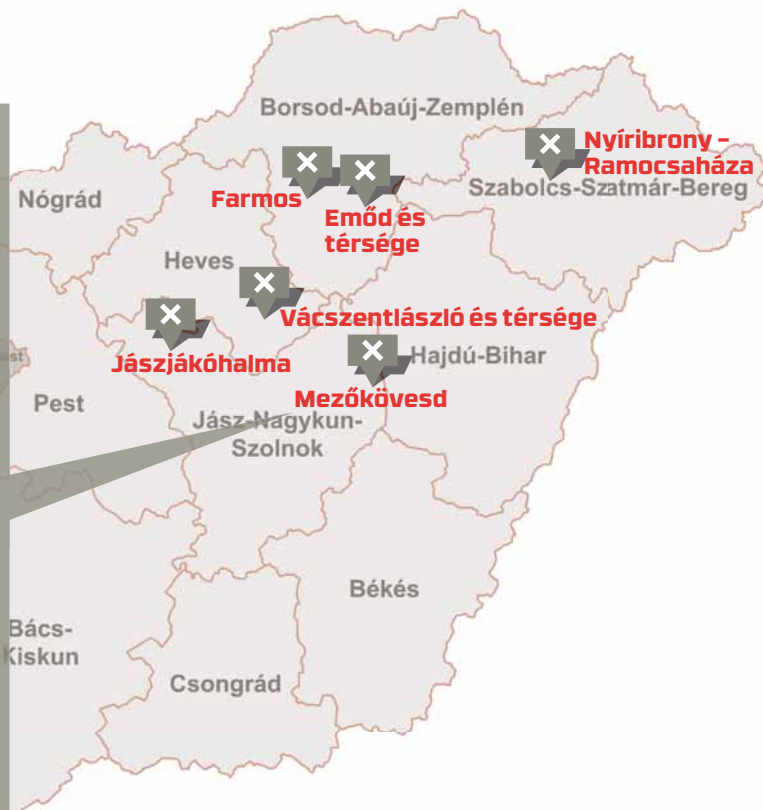 Borsod-Abaúj-Zemplén
Nyíribrony –
Ramocsaháza
Szabolcs-Szatmár-Bereg
Nógrád
Farmos
Emőd és
térsége
Heves
Vácszentlászló és térsége
Jászjákóhalma
Hajdú-Bihar
Pest
Mezőkövesd
Jász-Nagykun-
Szolnok
Békés
Bács-
Kiskun
Csongrád